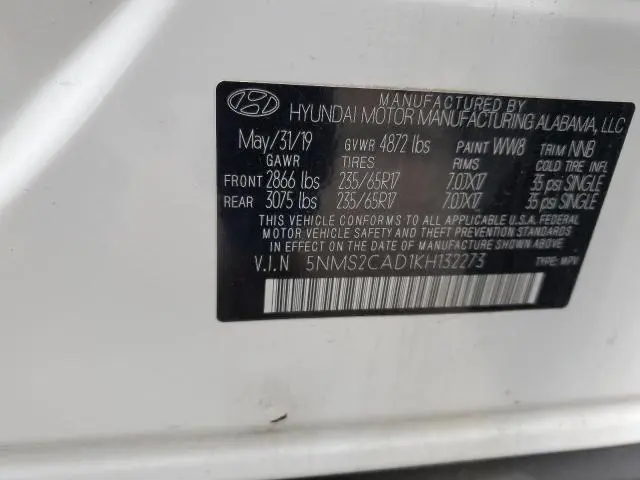 MANUFACTURED BY
HYUNDAI MOTOR MANUFACTURING ALABAMA, LLC
May/31/19 GVWR 4872 lbs PAINT WW8 TRIM NNB
GAWR TIRES RIMS COLD TIRE INFL
FRONT 2866 lbs 235/65R17 7.0JX17 35 psi SINGLE
REAR 3075 lbs 235/65R17 7.0JX17 35 psi SINGLE
THIS VEHICLE CONFORMS TO ALL APPLICABLE U.S.A. FEDERAL
MOTOR VEHICLE SAFETY AND THEFT PREVENTION STANDARDS
IN EFFECT ON THE DATE OF MANUFACTURE SHOWN ABOVE.
V.I.N 5NMS2CAD1KH132273 TYPE: MPV